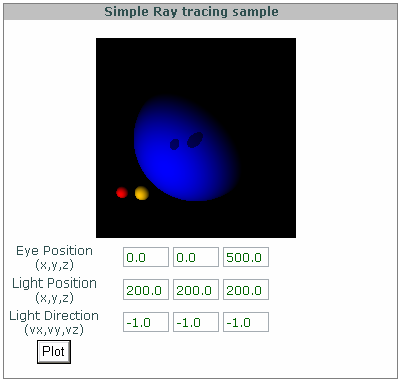 Simple Ray tracing sample
Eye Position
(x,y,z)
0.0 0.0 500.0
Light Position
(x,y,z)
200.0 200.0 200.0
Light Direction
(vx,vy,vz)
-1.0 -1.0 -1.0
Plot